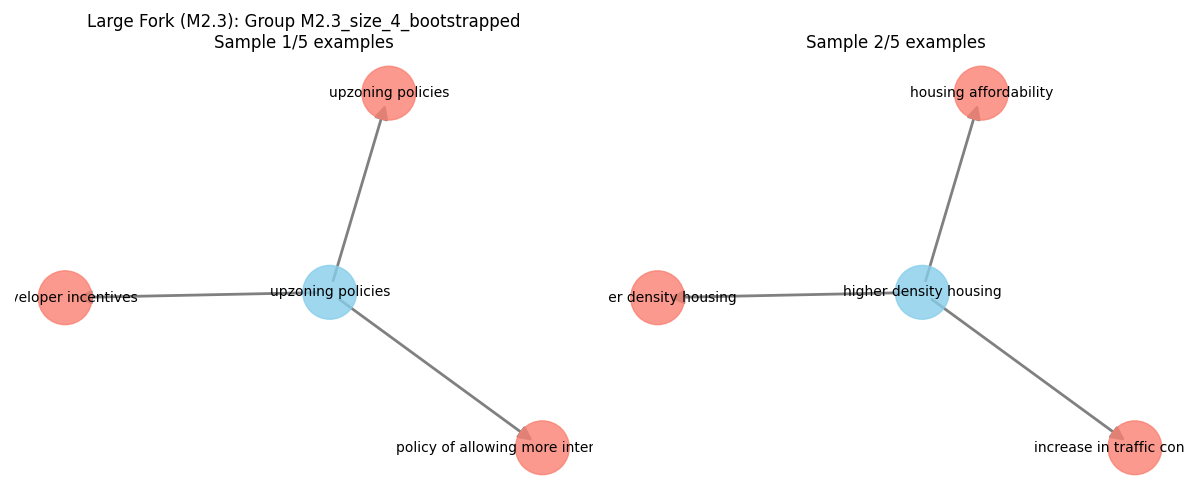 Large Fork (M2.3): Group M2.3_size_4_bootstrapped
Sample 1/5 examples
Sample 2/5 examples
upzoning policies
housing affordability
upzoning policies
higher density housing
veloper incentives
er density housing
policy of allowing more inter
increase in traffic con